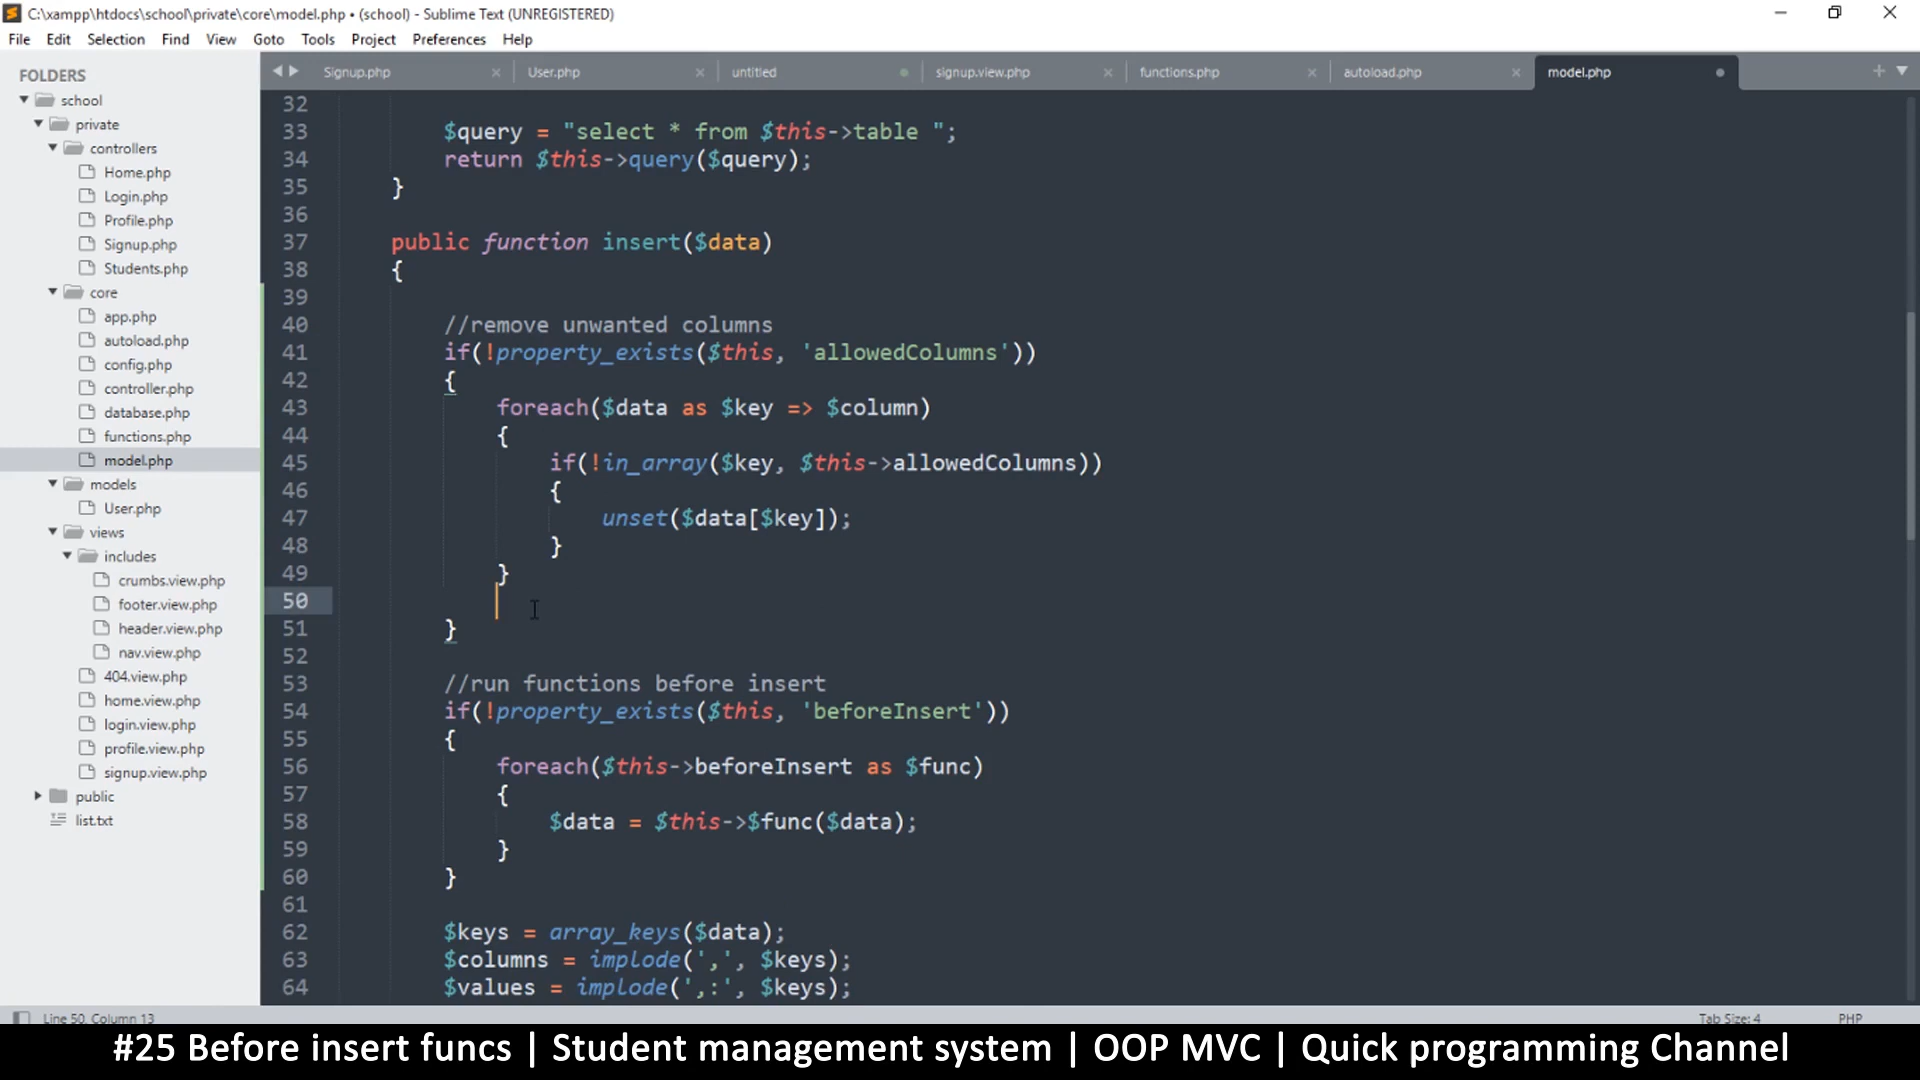 C:\xampp\htdocs\school\private\core\model.php • (school) - Sublime Text (UNREGISTERED)
File Edit Selection Find View Goto Tools Project Preferences Help
FOLDERS
school
private
controllers
Home.php
Login.php
Profile.php
Signup.php
Students.php
core
app.php
autoload.php
config.php
controller.php
database.php
functions.php
model.php
models
User.php
views
includes
crumbs.view.php
footer.view.php
header.view.php
nav.view.php
404.view.php
home.view.php
login.view.php
profile.view.php
signup.view.php
public
list.txt
Signup.php User.php untitled signup.view.php functions.php autoload.php model.php
32
33 $query = "select * from $this->table ";
34 return $this->query($query);
35 }
36
37 public function insert($data)
38 {
39
40 //remove unwanted columns
41 if(!property_exists($this, 'allowedColumns'))
42 {
43 foreach($data as $key => $column)
44 {
45 if(!in_array($key, $this->allowedColumns))
46 {
47 unset($data[$key]);
48 }
49 }
50
51 }
52
53 //run functions before insert
54 if(!property_exists($this, 'beforeInsert'))
55 {
56 foreach($this->beforeInsert as $func)
57 {
58 $data = $this->$func($data);
59 }
60 }
61
62 $keys = array_keys($data);
63 $columns = implode(',', $keys);
64 $values = implode(',:', $keys);
Line 50, Column 13 Tab Size: 4 PHP
#25 Before insert funcs | Student management system | OOP MVC | Quick programming Channel